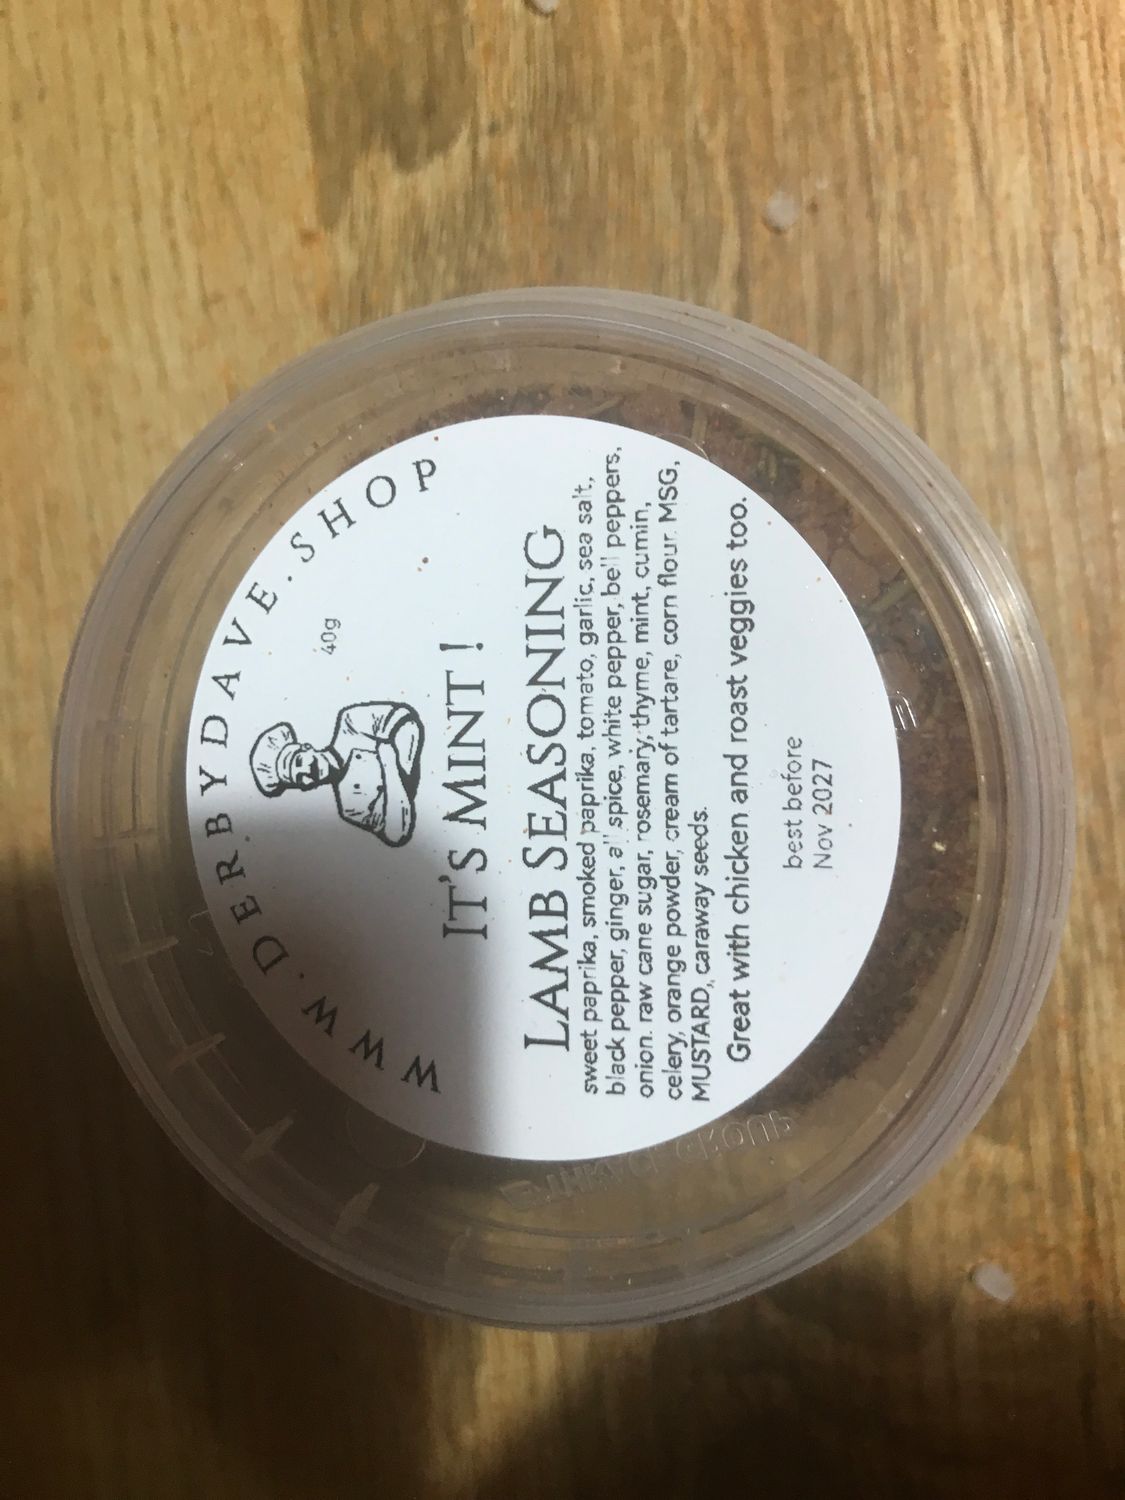 WWW.DERBYDAVE.SHOP
40g
IT'S MINT !
LAMB SEASONING
sweet paprika, smoked paprika, tomato, garlic, sea salt,
black pepper, ginger, all spice, white pepper, bell peppers,
onion. raw cane sugar, rosemary, thyme, mint, cumin,
celery, orange powder, cream of tartare, corn flour. MSG,
MUSTARD,, caraway seeds.
Great with chicken and roast veggies too.
best before
Nov 2027